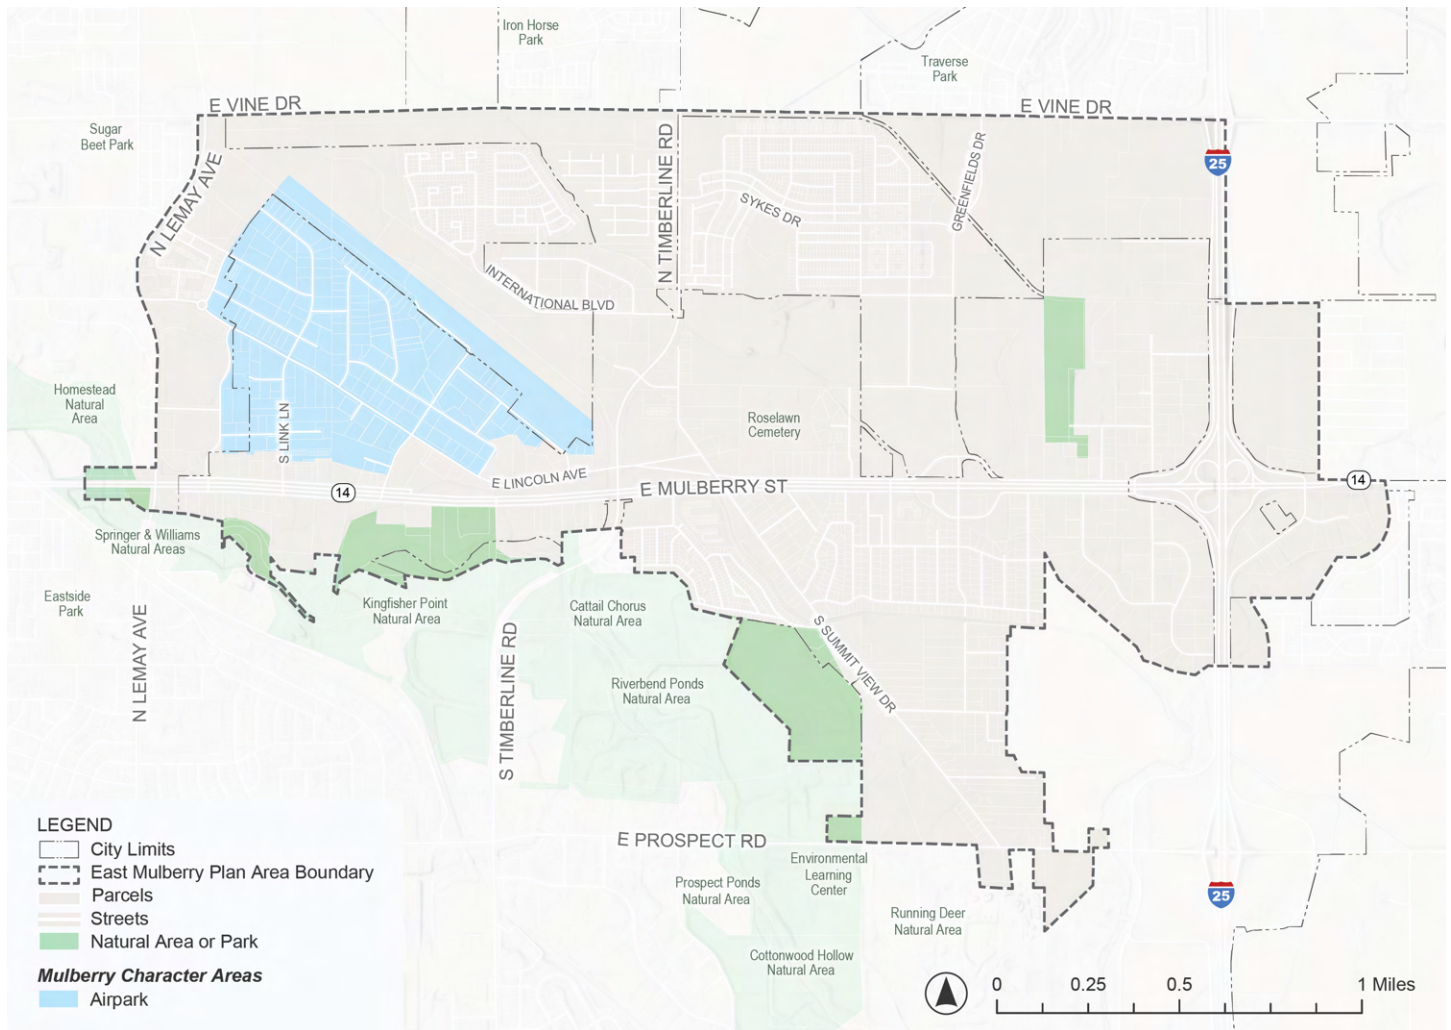 Iron Horse
Park
Traverse
Park
E VINE DR
E VINE DR
Sugar
Beet Park
N LEMAY AVE
N TIMBERLINE RD
GREENFIELDS DR
25
SYKES DR
INTERNATIONAL BLVD
Homestead
Natural
Area
S LINK LN
Roselawn
Cemetery
E LINCOLN AVE
14
E MULBERRY ST
14
Springer & Williams
Natural Areas
Eastside
Park
Kingfisher Point
Natural Area
Cattail Chorus
Natural Area
N LEMAY AVE
S TIMBERLINE RD
S SUMMIT VIEW DR
Riverbend Ponds
Natural Area
E PROSPECT RD
Environmental
Learning
Center
Prospect Ponds
Natural Area
25
Running Deer
Natural Area
Cottonwood Hollow
Natural Area
LEGEND
City Limits
East Mulberry Plan Area Boundary
Parcels
Streets
Natural Area or Park
Mulberry Character Areas
Airpark
0 0.25 0.5 1 Miles